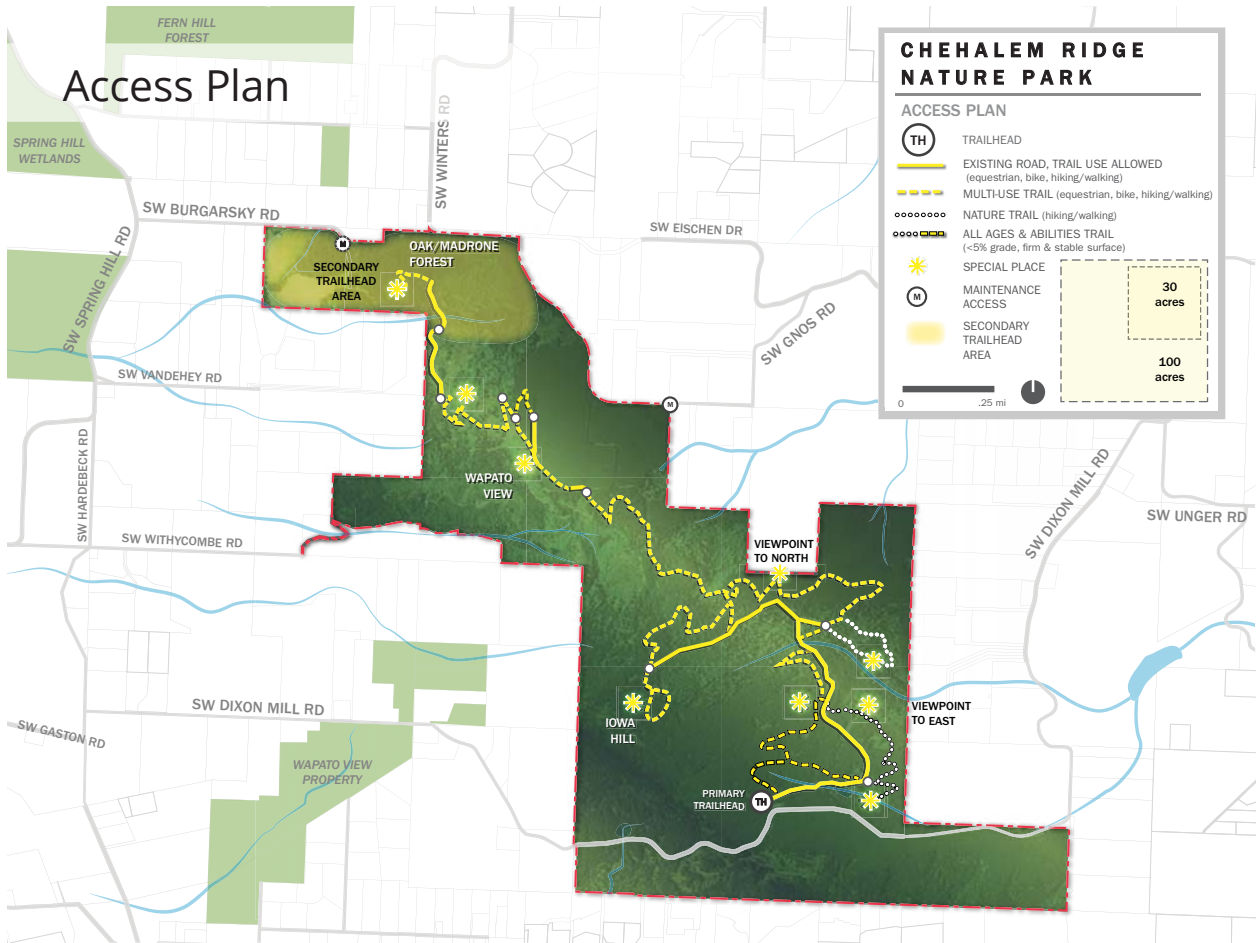 FERN HILL
FOREST
Access Plan
SPRING HILL
WETLANDS
SW WINTERS RD
SW BURGARSKY RD
SW SPRING HILL RD
SW EISCHEN DR
SW GNOS RD
M
OAK/MADRONE
FOREST
SECONDARY
TRAILHEAD
AREA
SW VANDEHEY RD
M
SW HARDEBECK RD
WAPATO
VIEW
SW WITHYCOMBE RD
SW DIXON MILL RD
SW UNGER RD
VIEWPOINT
TO NORTH
SW DIXON MILL RD
SW GASTON RD
IOWA
HILL
VIEWPOINT
TO EAST
WAPATO VIEW
PROPERTY
PRIMARY
TRAILHEAD
TH
CHEHALEM RIDGE
NATURE PARK
ACCESS PLAN
TH
TRAILHEAD
EXISTING ROAD, TRAIL USE ALLOWED
(equestrian, bike, hiking/walking)
MULTI-USE TRAIL (equestrian, bike, hiking/walking)
NATURE TRAIL (hiking/walking)
ALL AGES & ABILITIES TRAIL
(<5% grade, firm & stable surface)
SPECIAL PLACE
M
MAINTENANCE
ACCESS
SECONDARY
TRAILHEAD
AREA
30
acres
100
acres
0
.25 mi